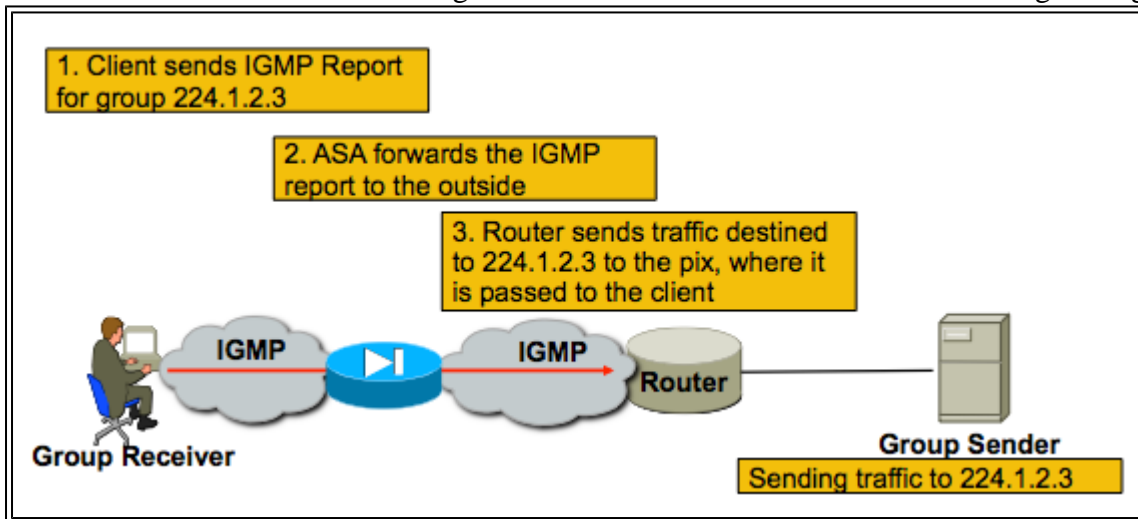 1. Client sends IGMP Report
for group 224.1.2.3
2. ASA forwards the IGMP
report to the outside
3. Router sends traffic destined
to 224.1.2.3 to the pix, where it
is passed to the client
IGMP
IGMP
Router
Group Receiver
Group Sender
Sending traffic to 224.1.2.3